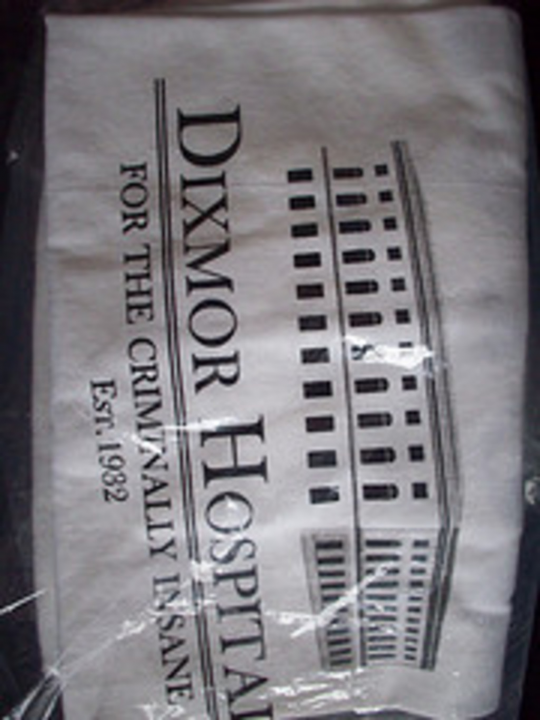 DIXMOR HOSPITAL
FOR THE CRIMINALLY INSANE
Est. 1982